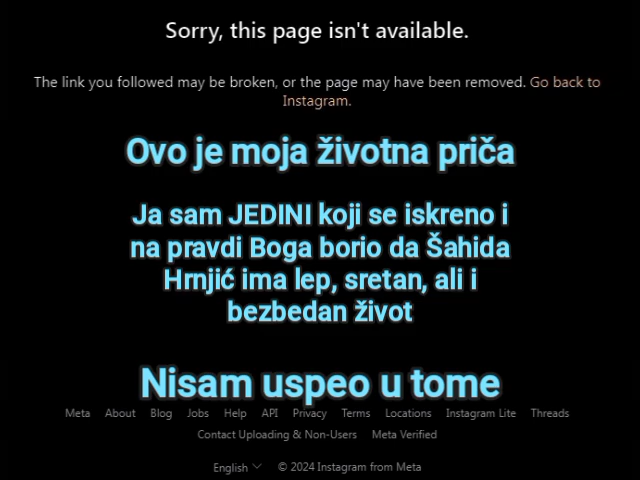 Sorry, this page isn't available.
The link you followed may be broken, or the page may have been removed. Go back to
Instagram.
Ovo je moja životna priča
Ja sam JEDINI koji se iskreno i
na pravdi Boga borio da Šahida
Hrnjić ima lep, sretan, ali i
bezbedan život
Nisam uspeo u tome
Meta About Blog Jobs Help API Privacy Terms Locations Instagram Lite Threads
Contact Uploading & Non-Users Meta Verified
English © 2024 Instagram from Meta